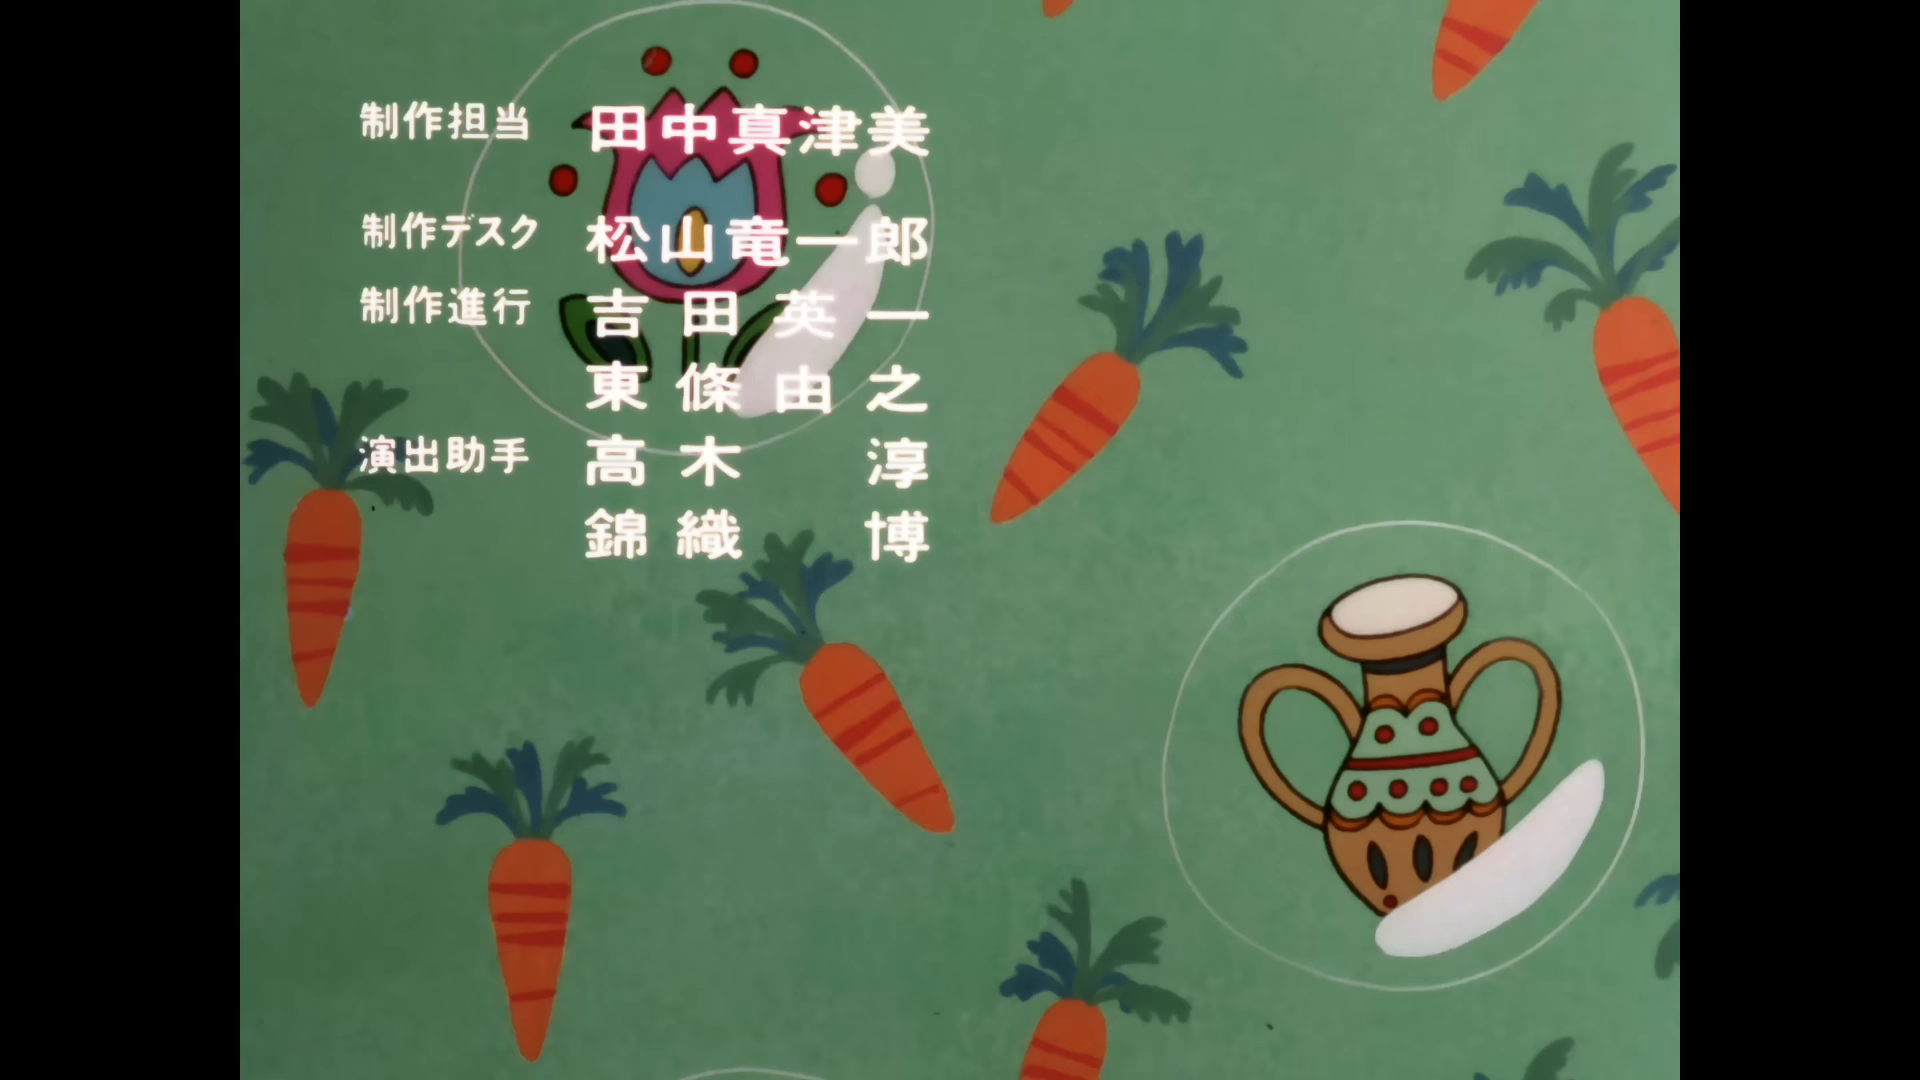 制作担当 田中真津美
制作デスク 松山竜一郎
制作進行 吉田英一
東條由之
演出助手 高木淳
錦織博